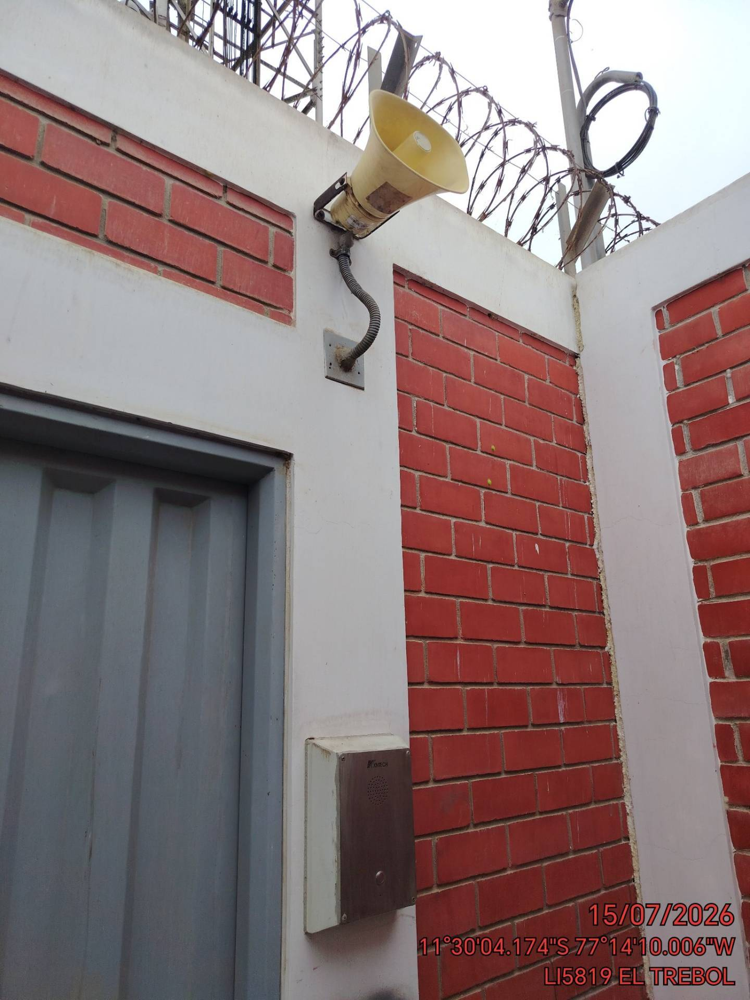 KNTECH
15/07/2026
11°30'04.174"S 77°14'10.006"W
LI5819 EL TREBOL